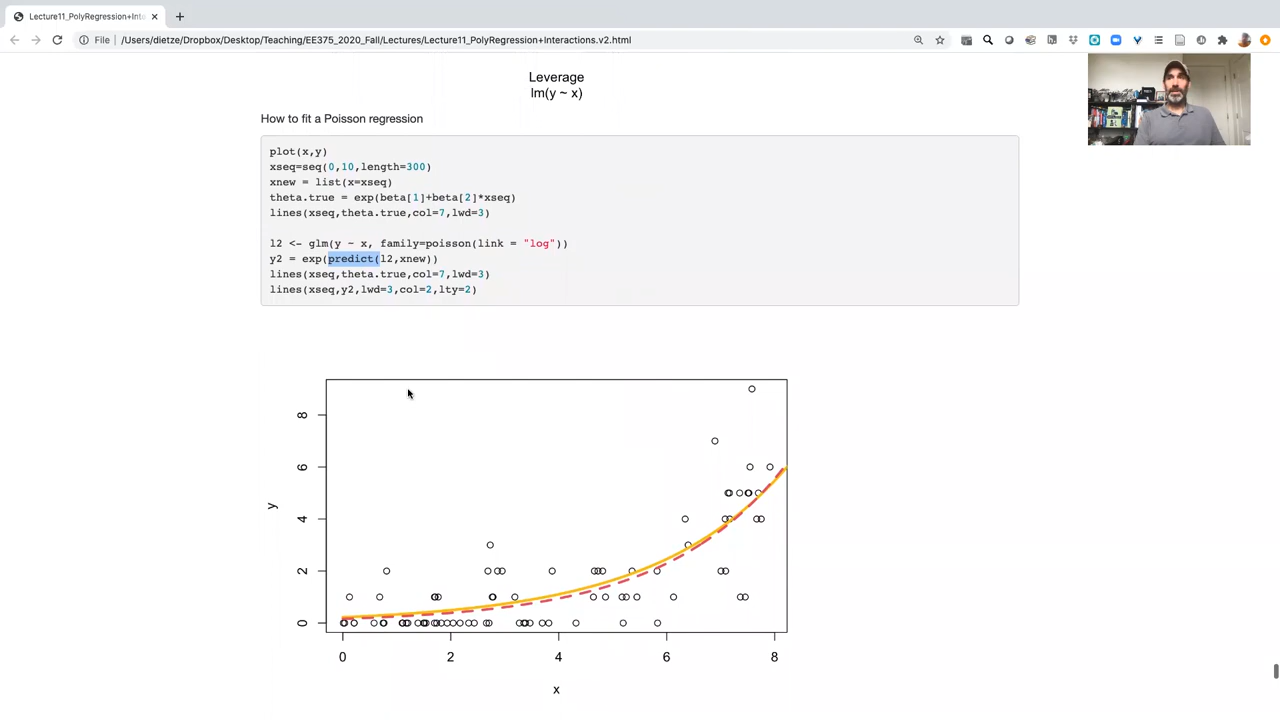 Lecture11_PolyRegression+Inte
File /Users/dietze/Dropbox/Desktop/Teaching/EE375_2020_Fall/Lectures/Lecture11_PolyRegression+Interactions.v2.html
Leverage
lm(y ~ x)
How to fit a Poisson regression
plot(x,y)
xseq=seq(0,10,length=300)
xnew = list(x=xseq)
theta.true = exp(beta[1]+beta[2]*xseq)
lines(xseq,theta.true,col=7,lwd=3)
l2 <- glm(y ~ x, family=poisson(link = "log"))
y2 = exp(predict(l2,xnew))
lines(xseq,theta.true,col=7,lwd=3)
lines(xseq,y2,lwd=3,col=2,lty=2)
8
6
4
2
0
y
0 2 4 6 8
x